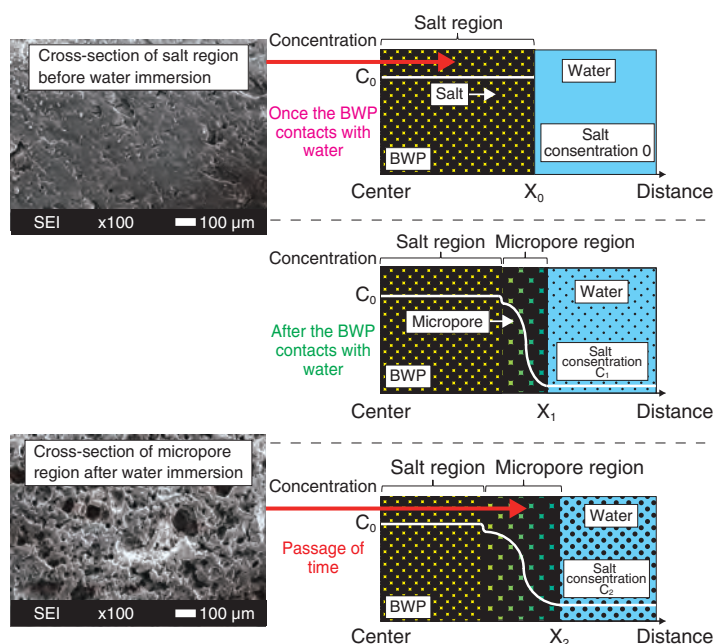 Salt region
Concentration
Cross-section of salt region
before water immersion
C0
Water
Salt
Once the BWP
contacts with
water
Salt
consentration 0
BWP
Center
X0
Distance
SEI x100 100 μm
Salt region Micropore region
Concentration
C0
Water
Micropore
After the BWP
contacts with
water
Salt
consentration
C1
BWP
Center
X1
Distance
Cross-section of micropore
region after water immersion
Salt region Micropore region
Concentration
C0
Water
Passage of
time
Salt
consentration
C2
BWP
SEI x100 100 μm
Center
Distance